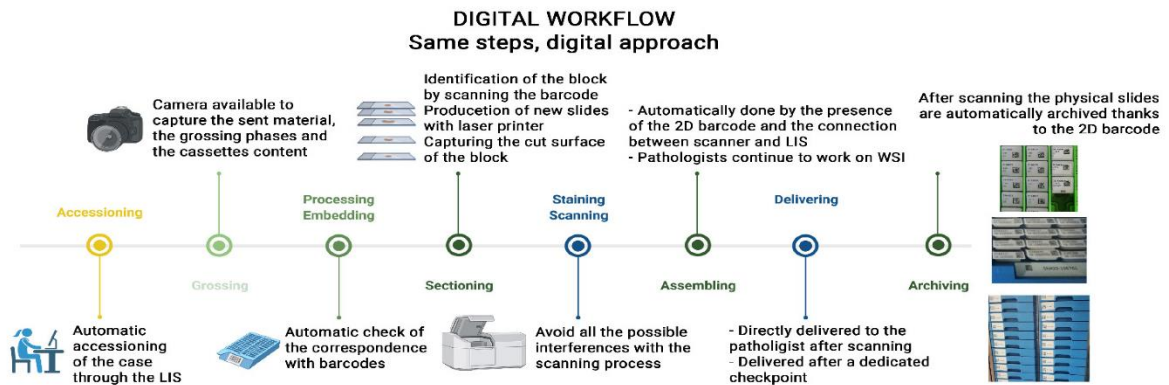 DIGITAL WORKFLOW
Same steps, digital approach
Camera available to
capture the sent material,
the grossing phases and
the cassettes content
Identification of the block
by scanning the barcode
Producetion of new slides
with laser printer
Capturing the cut surface
of the block
- Automatically done by the presence
of the 2D barcode and the connection
between scanner and LIS
- Pathologists continue to work on WSI
After scanning the physical slides
are automatically archived thanks
to the 2D barcode
Accessioning
Processing
Embedding
Staining
Scanning
Delivering
Grossing
Sectioning
Assembling
Archiving
Automatic
accessioning
of the case
through the LIS
Automatic check of
the correspondence
with barcodes
Avoid all the possible
interferences with the
scanning process
- Directly delivered to the
patholigist after scanning
- Delivered after a dedicated
checkpoint